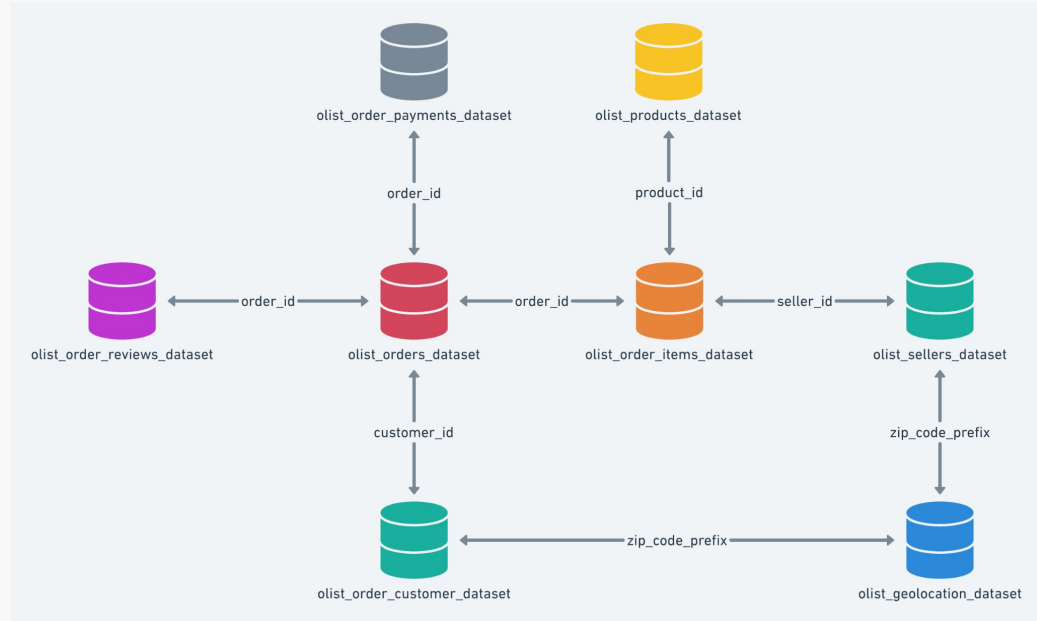 olist_order_payments_dataset
olist_products_dataset
order_id
product_id
order_id
order_id
seller_id
olist_order_reviews_dataset
olist_orders_dataset
olist_order_items_dataset
olist_sellers_dataset
customer_id
zip_code_prefix
zip_code_prefix
olist_order_customer_dataset
olist_geolocation_dataset